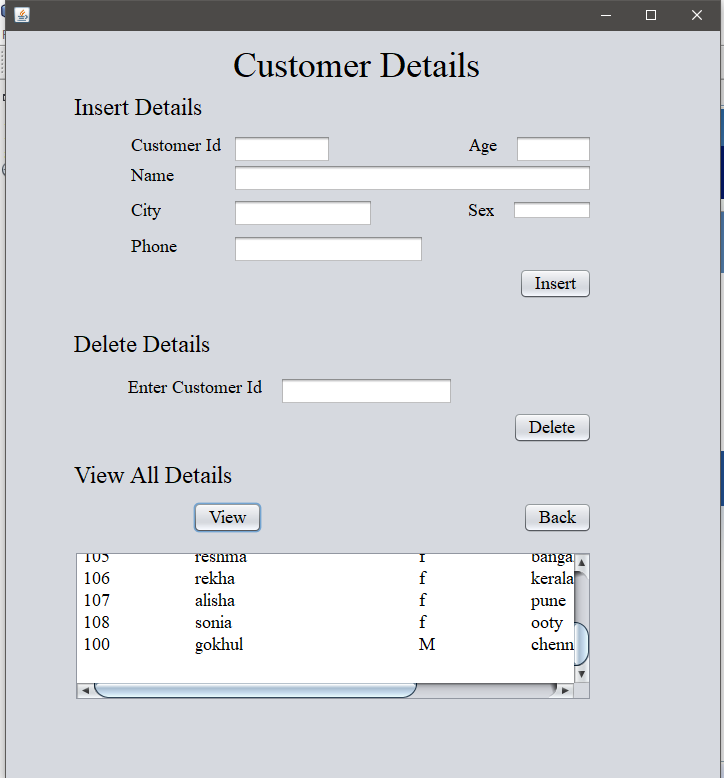 Customer Details
Insert Details
Customer Id Age
Name
City Sex
Phone
Insert
Delete Details
Enter Customer Id
Delete
View All Details
View Back
105 reshma f banga
106 rekha f kerala
107 alisha f pune
108 sonia f ooty
100 gokhul M chenn